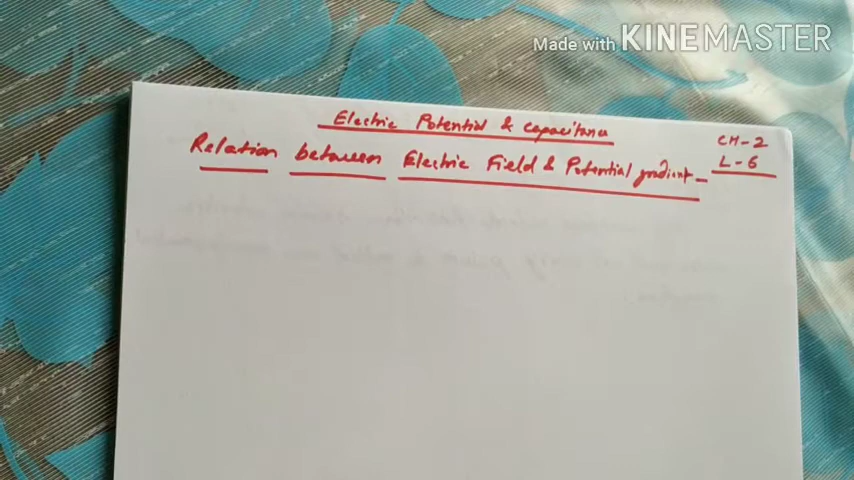 Made with KINEMASTER
Electric Potential & Capacitance
CH-2
Relation between Electric Field & Potential gradient -
L-6